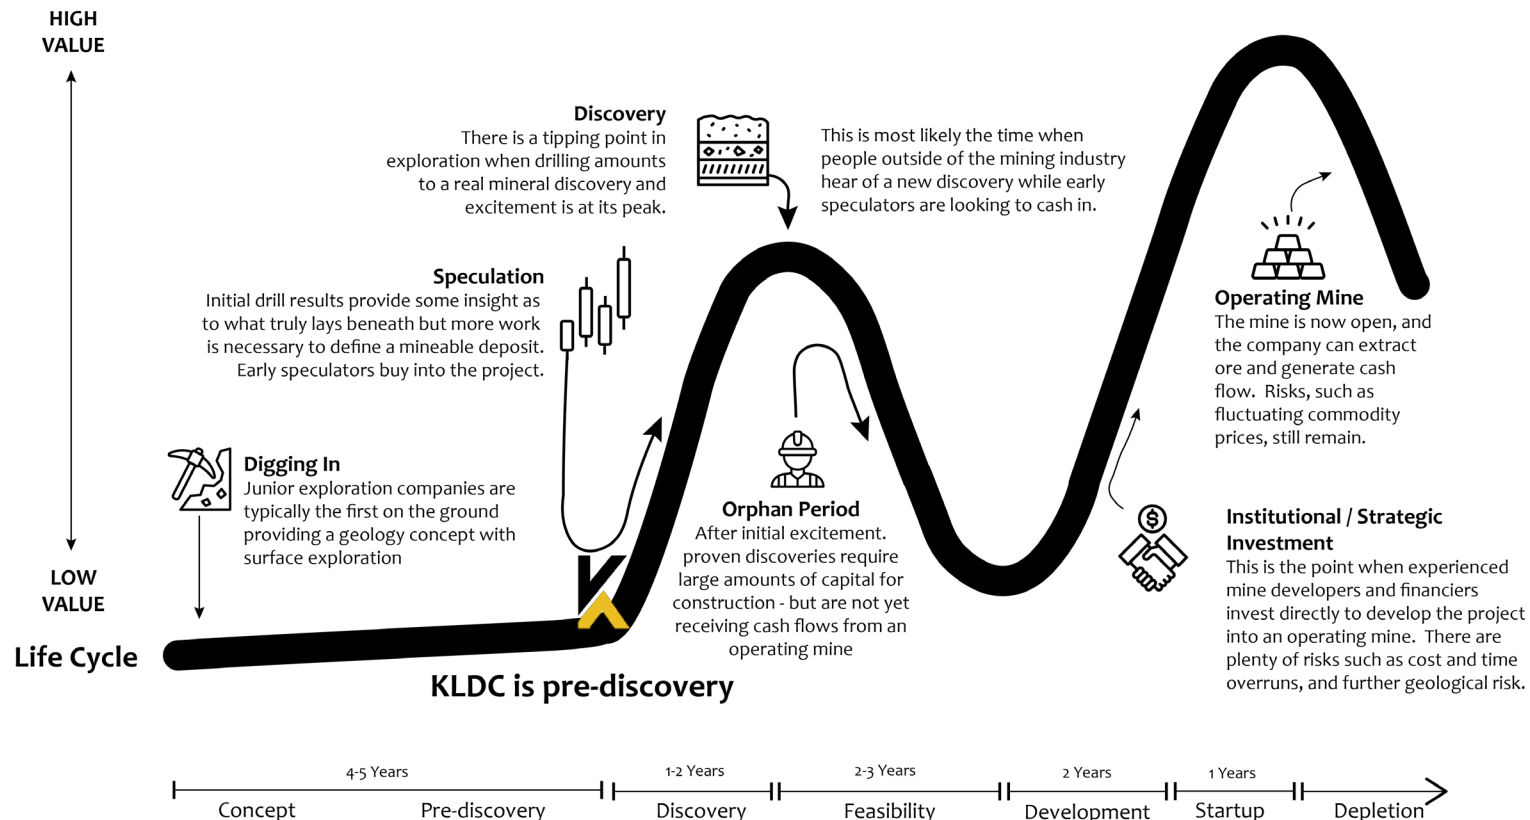 HIGH
VALUE
LOW
VALUE
Life Cycle
Digging In
Junior exploration companies are
typically the first on the ground
providing a geology concept with
surface exploration
Speculation
Initial drill results provide some insight as
to what truly lays beneath but more work
is necessary to define a mineable deposit.
Early speculators buy into the project.
Discovery
There is a tipping point in
exploration when drilling amounts
to a real mineral discovery and
excitement is at its peak.
This is most likely the time when
people outside of the mining industry
hear of a new discovery while early
speculators are looking to cash in.
Orphan Period
After initial excitement.
proven discoveries require
large amounts of capital for
construction - but are not yet
receiving cash flows from an
operating mine
$
Institutional / Strategic
Investment
This is the point when experienced
mine developers and financiers
invest directly to develop the project
into an operating mine. There are
plenty of risks such as cost and time
overruns, and further geological risk.
Operating Mine
The mine is now open, and
the company can extract
ore and generate cash
flow. Risks, such as
fluctuating commodity
prices, still remain.
KLDC is pre-discovery
4-5 Years
1-2 Years
2-3 Years
2 Years
1 Years
Concept
Pre-discovery
Discovery
Feasibility
Development
Startup
Depletion